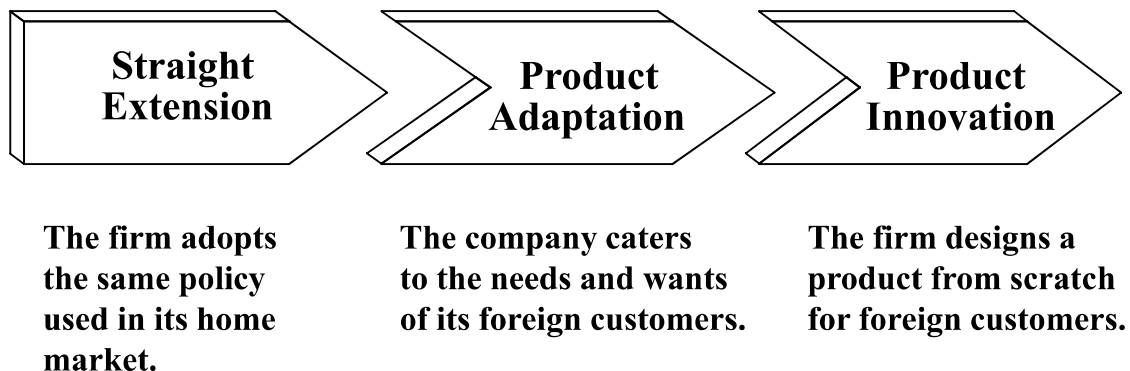 Straight
Extension
Product
Adaptation
Product
Innovation
The firm adopts
the same policy
used in its home
market.
The company caters
to the needs and wants
of its foreign customers.
The firm designs a
product from scratch
for foreign customers.